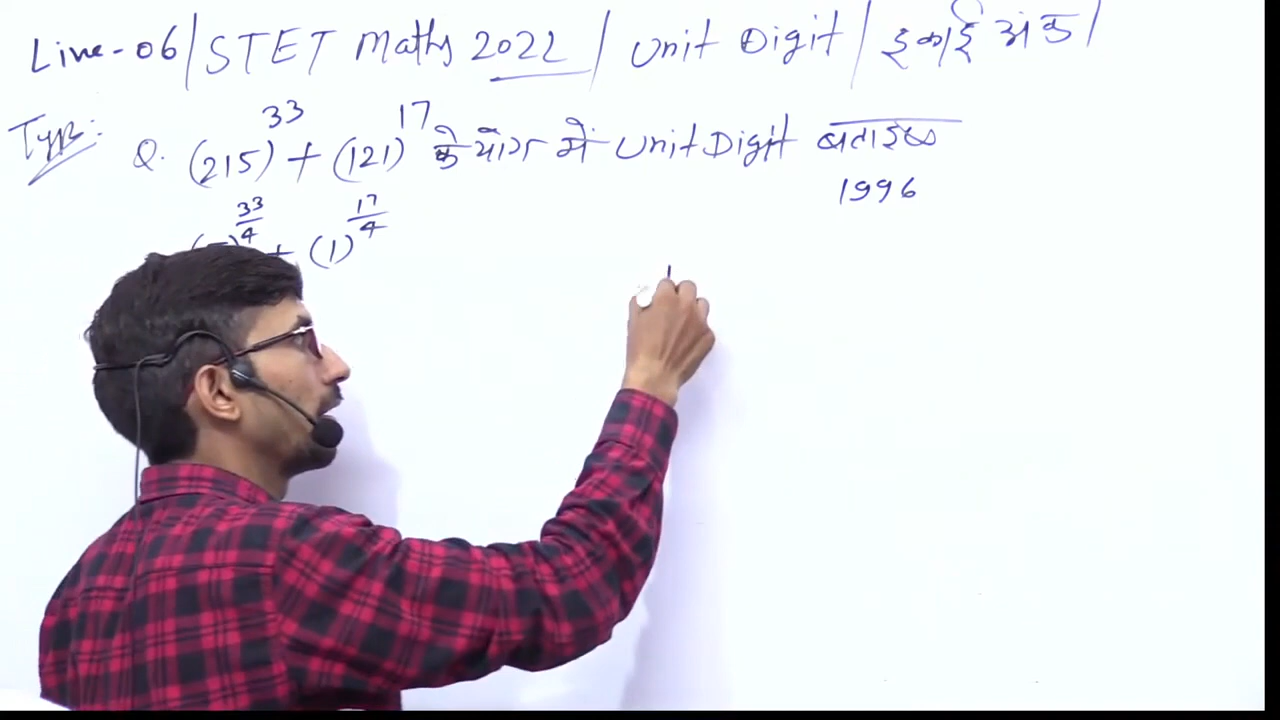 Live-06/STET Maths 2022/ Unit Digit/ इकाई अंक/
Type: Q. (215)^33 + (121)^17 के योग में Unit Digit बताइए
1996
(5)^33/4 + (1)^17/4